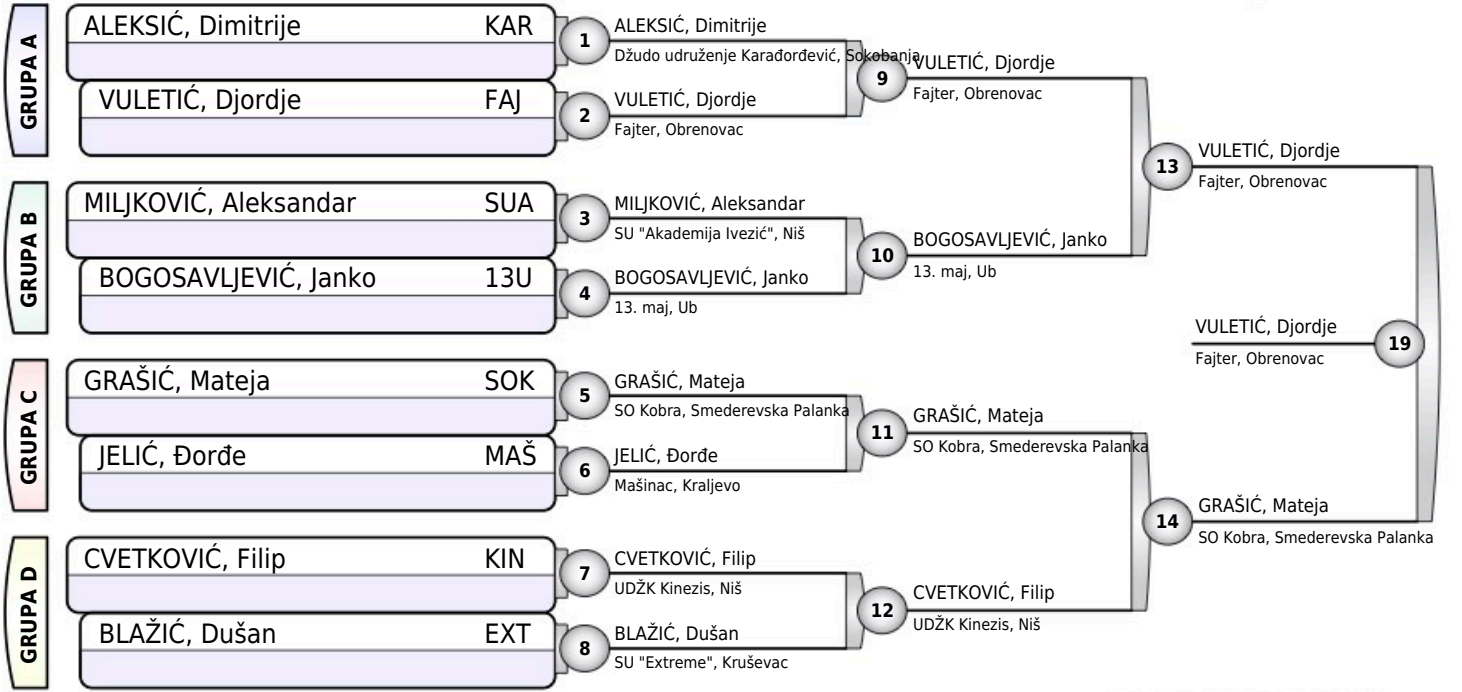 GRUPA A
ALEKSIĆ, Dimitrije KAR
VULETIĆ, Djordje FAJ
GRUPA B
MILJKOVIĆ, Aleksandar SUA
BOGOSAVLJEVIĆ, Janko 13U
GRUPA C
GRAŠIĆ, Mateja SOK
JELIĆ, Đorđe MAŠ
GRUPA D
CVETKOVIĆ, Filip KIN
BLAŽIĆ, Dušan EXT
1
ALEKSIĆ, Dimitrije
Džudo udruženje Karađorđević, Sokobanja
2
VULETIĆ, Djordje
Fajter, Obrenovac
3
MILJKOVIĆ, Aleksandar
SU "Akademija Ivezić", Niš
4
BOGOSAVLJEVIĆ, Janko
13. maj, Ub
5
GRAŠIĆ, Mateja
SO Kobra, Smederevska Palanka
6
JELIĆ, Đorđe
Mašinac, Kraljevo
7
CVETKOVIĆ, Filip
UDŽK Kinezis, Niš
8
BLAŽIĆ, Dušan
SU "Extreme", Kruševac
9
VULETIĆ, Djordje
Fajter, Obrenovac
10
BOGOSAVLJEVIĆ, Janko
13. maj, Ub
11
GRAŠIĆ, Mateja
SO Kobra, Smederevska Palanka
12
CVETKOVIĆ, Filip
UDŽK Kinezis, Niš
13
VULETIĆ, Djordje
Fajter, Obrenovac
14
GRAŠIĆ, Mateja
SO Kobra, Smederevska Palanka
VULETIĆ, Djordje
Fajter, Obrenovac
19